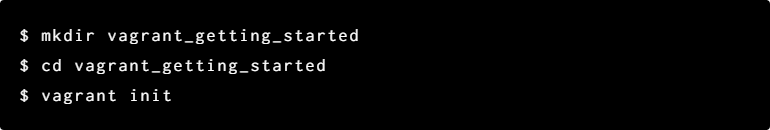 $ mkdir vagrant_getting_started
$ cd vagrant_getting_started
$ vagrant init